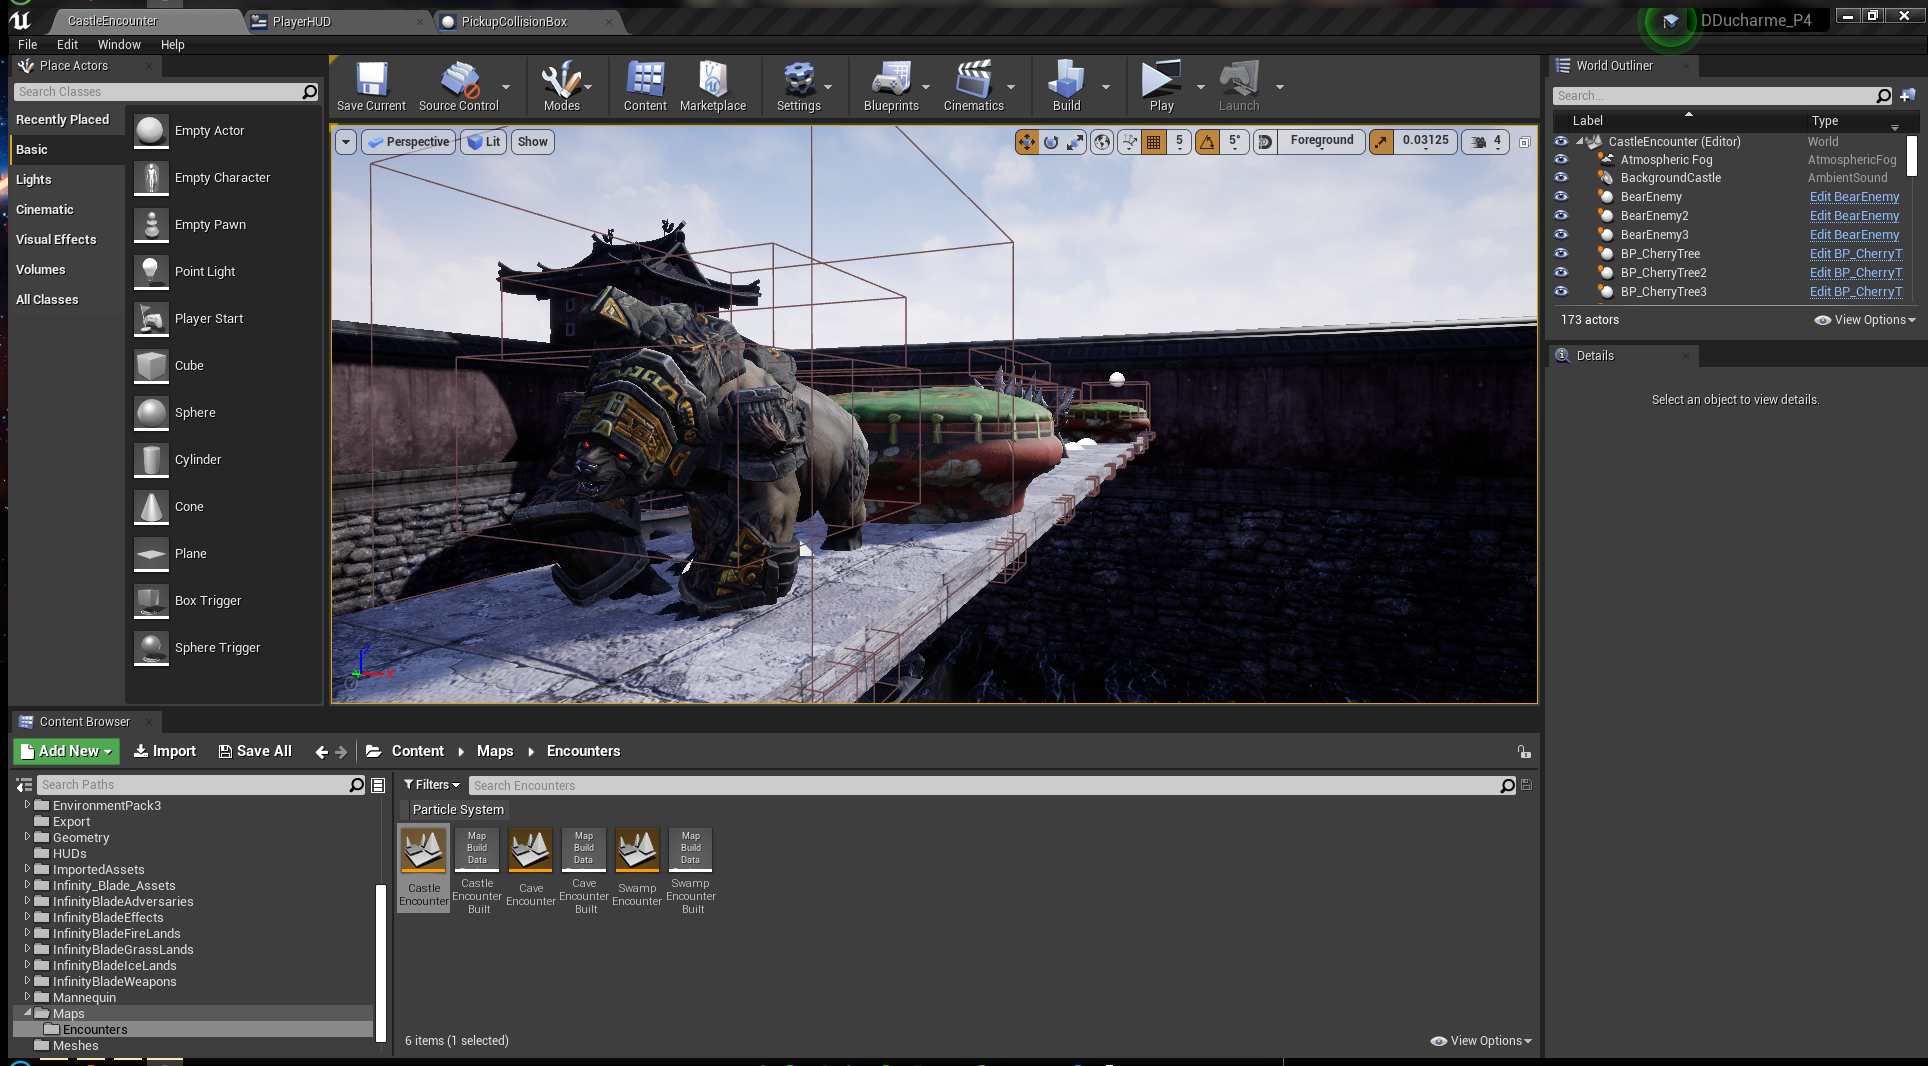 CastleEncounter
PlayerHUD
PickupCollisionBox
DDucharme_P4
File Edit Window Help
Place Actors
Search Classes
Recently Placed
Basic
Lights
Cinematic
Visual Effects
Volumes
All Classes
Empty Actor
Empty Character
Empty Pawn
Point Light
Player Start
Cube
Sphere
Cylinder
Cone
Plane
Box Trigger
Sphere Trigger
Save Current
Source Control
Modes
Content
Marketplace
Settings
Blueprints
Cinematics
Build
Play
Launch
Perspective
Lit
Show
5
5°
Foreground
0.03125
4
Z
X
World Outliner
Search...
Label Type
CastleEncounter (Editor) World
Atmospheric Fog AtmosphericFog
BackgroundCastle AmbientSound
BearEnemy Edit BearEnemy
BearEnemy2 Edit BearEnemy
BearEnemy3 Edit BearEnemy
BP_CherryTree Edit BP_CherryT
BP_CherryTree2 Edit BP_CherryT
BP_CherryTree3 Edit BP_CherryT
173 actors
View Options
Details
Select an object to view details.
Content Browser
Add New
Import
Save All
Content
Maps
Encounters
Search Paths
EnvironmentPack3
Export
Geometry
HUDs
ImportedAssets
Infinity_Blade_Assets
InfinityBladeAdversaries
InfinityBladeEffects
InfinityBladeFireLands
InfinityBladeGrassLands
InfinityBladeIceLands
InfinityBladeWeapons
Mannequin
Maps
Encounters
Meshes
Filters
Search Encounters
Particle System
Castle
Encounter
Map
Build
Data
Castle
Encounter
Built
Cave
Encounter
Map
Build
Data
Cave
Encounter
Built
Swamp
Encounter
Map
Build
Data
Swamp
Encounter
Built
6 items (1 selected)
View Options